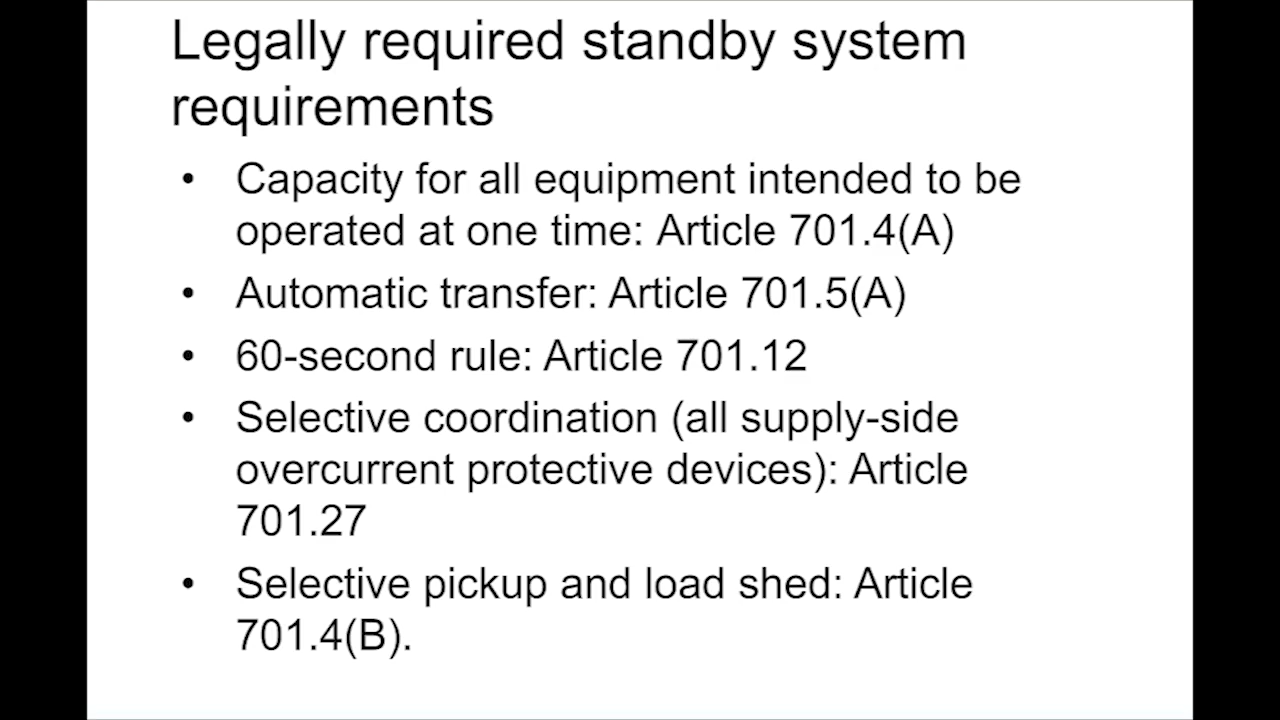 Legally required standby system
requirements
• Capacity for all equipment intended to be
operated at one time: Article 701.4(A)
• Automatic transfer: Article 701.5(A)
• 60-second rule: Article 701.12
• Selective coordination (all supply-side
overcurrent protective devices): Article
701.27
• Selective pickup and load shed: Article
701.4(B).